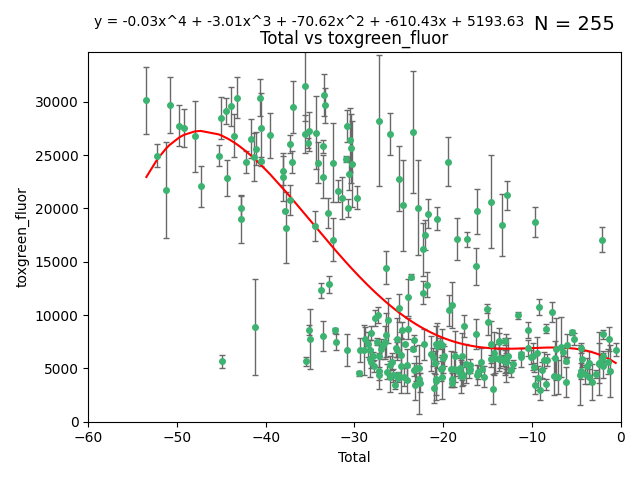 y = -0.03x^4 + -3.01x^3 + -70.62x^2 + -610.43x + 5193.63 N = 255
Total vs toxgreen_fluor
toxgreen_fluor
30000
25000
20000
15000
10000
5000
0
−60 −50 −40 −30 −20 −10 0
Total